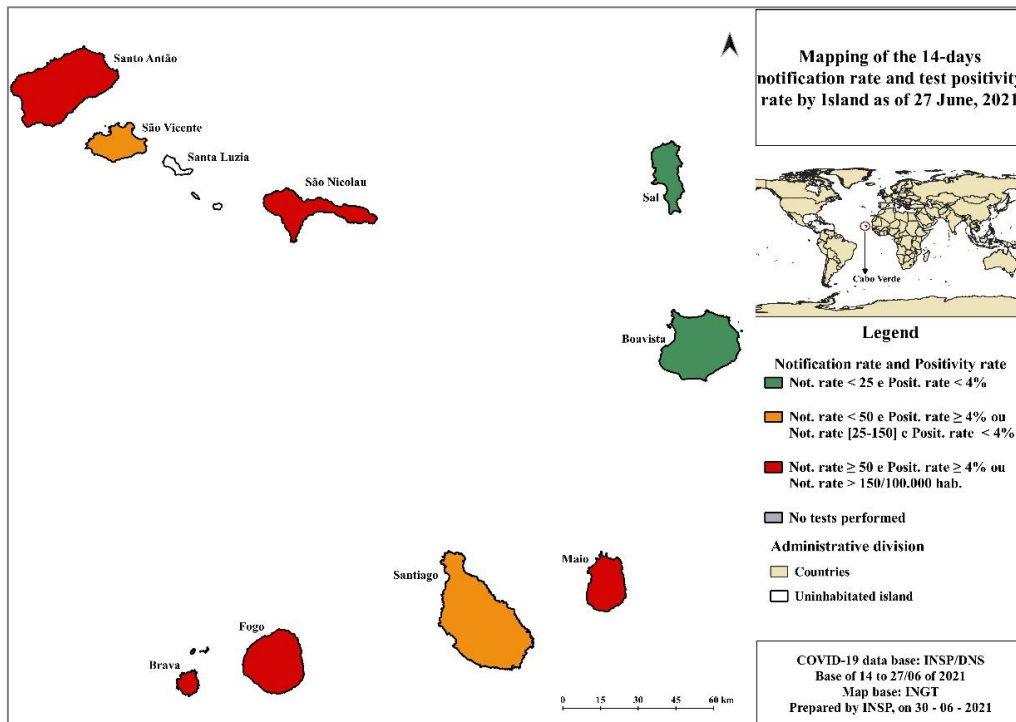 Mapping of the 14-days
notification rate and test positivity
rate by Island as of 27 June, 2021
Santo Antão
São Vicente
Santa Luzia
São Nicolau
Sal
Boavista
Cabo Verde
Legend
Notification rate and Positivity rate
Not. rate < 25 e Posit. rate < 4%
Not. rate < 50 e Posit. rate ≥ 4% ou
Not. rate [25-150] e Posit. rate < 4%
Not. rate ≥ 50 e Posit. rate ≥ 4% ou
Not. rate > 150/100.000 hab.
No tests performed
Administrative division
Countries
Uninhabitated island
Santiago
Maio
Fogo
Brava
0 15 30 45 60 km
COVID-19 data base: INSP/DNS
Base of 14 to 27/06 of 2021
Map base: INGT
Prepared by INSP, on 30 - 06 - 2021